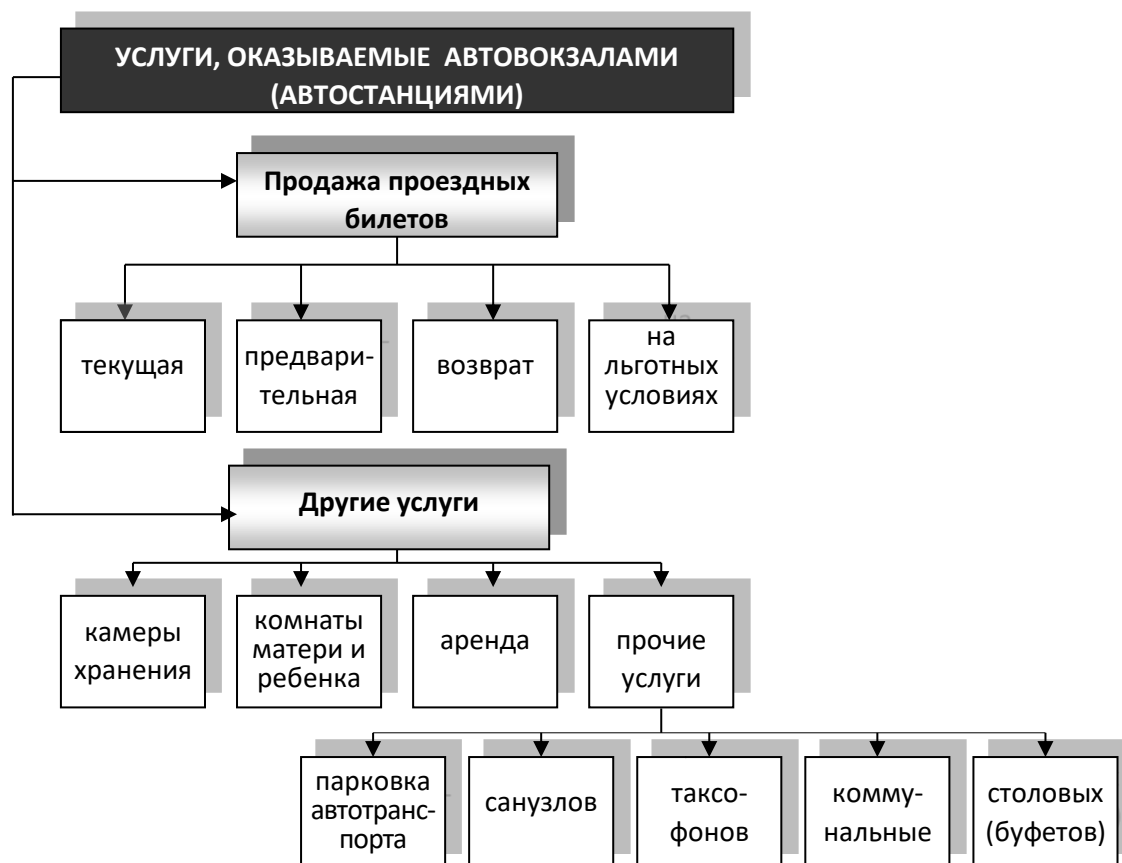 УСЛУГИ, ОКАЗЫВАЕМЫЕ АВТОВОКЗАЛАМИ
(АВТОСТАНЦИЯМИ)
Продажа проездных
билетов
текущая
предвари-
тельная
возврат
на
льготных
условиях
Другие услуги
камеры
хранения
комнаты
матери и
ребенка
аренда
прочие
услуги
парковка
автотранс-
порта
санузлов
таксо-
фонов
комму-
нальные
столовых
(буфетов)